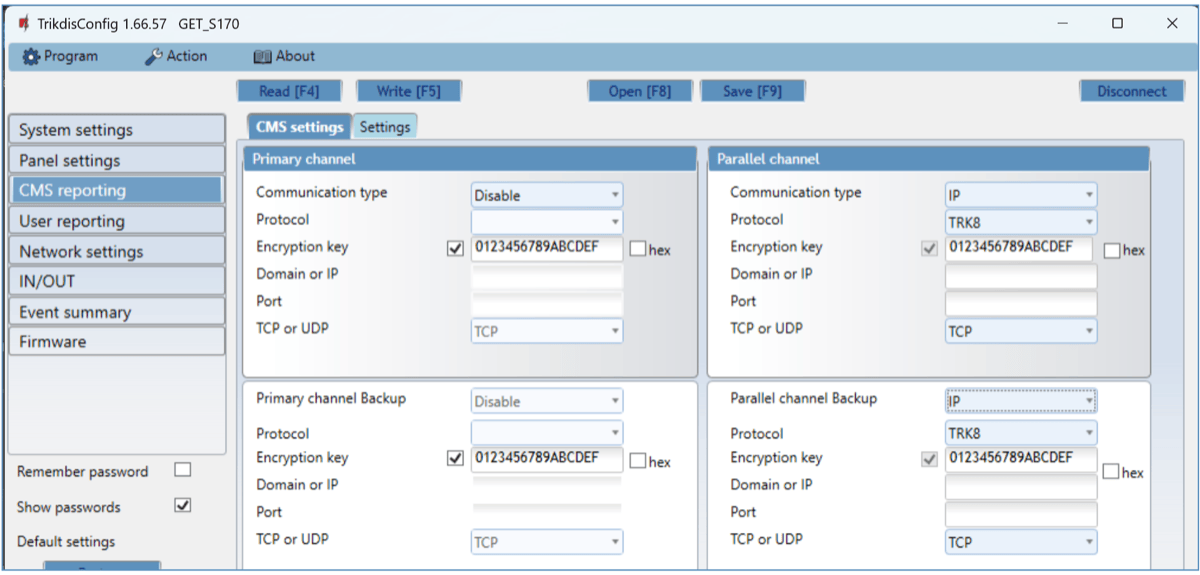 TrikdisConfig 1.66.57 GET_S170
Program Action About
Read [F4] Write [F5] Open [F8] Save [F9] Disconnect
System settings
Panel settings
CMS reporting
User reporting
Network settings
IN/OUT
Event summary
Firmware
Remember password
Show passwords
Default settings
CMS settings Settings
Primary channel
Communication type Disable
Protocol
Encryption key 0123456789ABCDEF hex
Domain or IP
Port
TCP or UDP TCP
Primary channel Backup Disable
Protocol
Encryption key 0123456789ABCDEF hex
Domain or IP
Port
TCP or UDP TCP
Parallel channel
Communication type IP
Protocol TRK8
Encryption key 0123456789ABCDEF hex
Domain or IP
Port
TCP or UDP TCP
Parallel channel Backup IP
Protocol TRK8
Encryption key 0123456789ABCDEF hex
Domain or IP
Port
TCP or UDP TCP